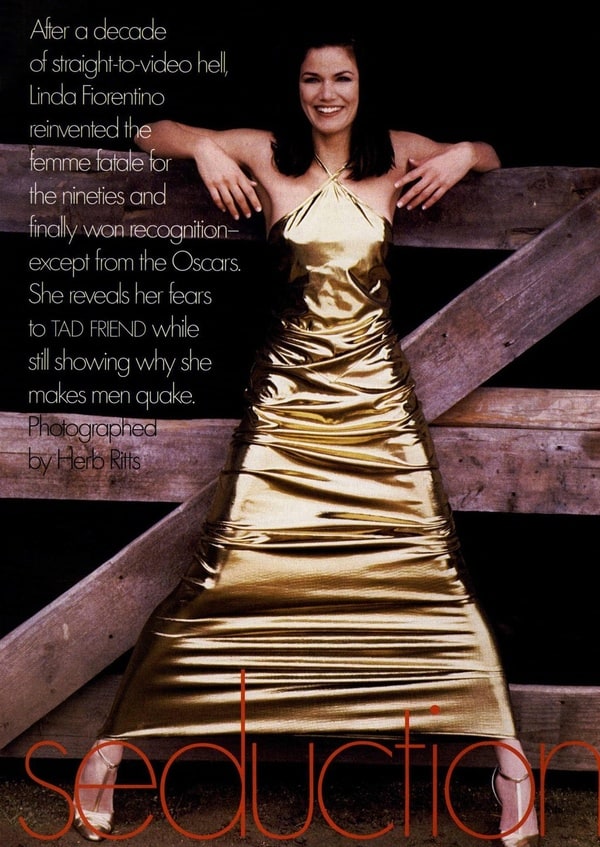 After a decade
of straight-to-video hell,
Linda Fiorentino
reinvented the
femme fatale for
the nineties and
finally won recognition–
except from the Oscars.
She reveals her fears
to TAD FRIEND while
still showing why she
makes men quake.
Photographed
by Herb Ritts
seduction